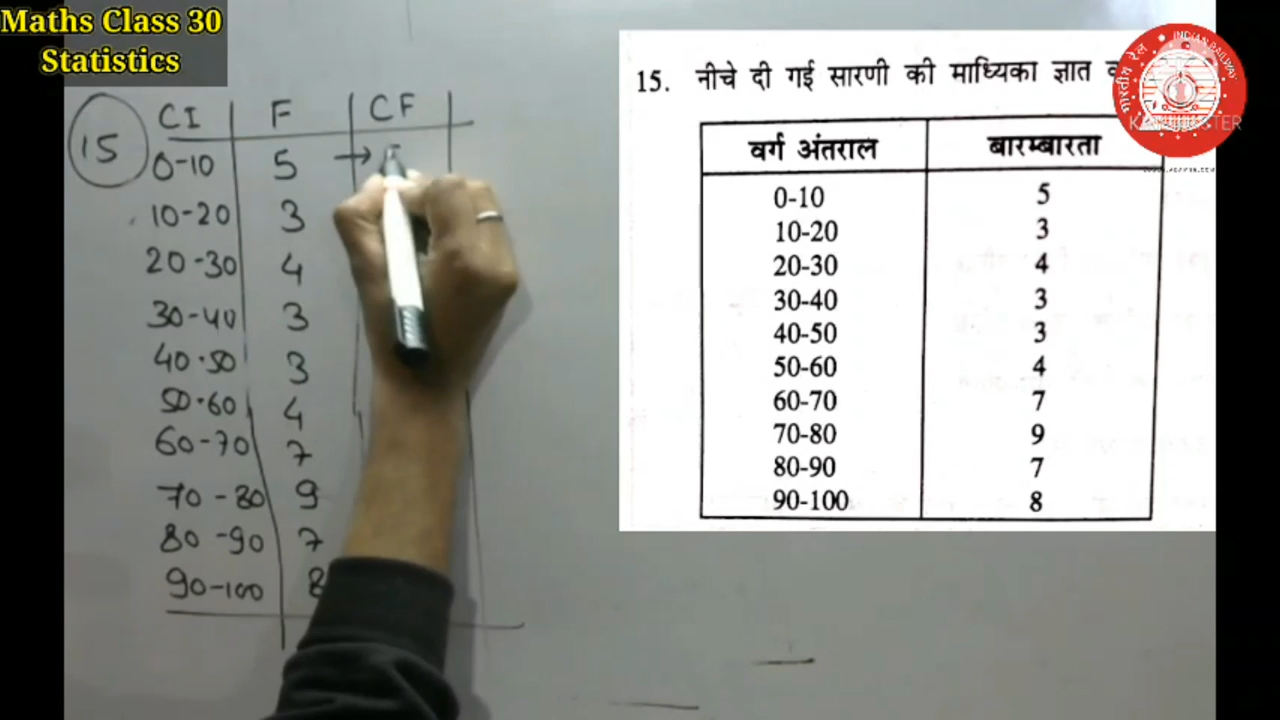 Maths Class 30
Statistics
15
CI F CF
0-10 5 →
10-20 3
20-30 4
30-40 3
40-50 3
50-60 4
60-70 7
70-80 9
80-90 7
90-100 8
15. नीचे दी गई सारणी की माध्यिका ज्ञात
वर्ग अंतराल बारम्बारता
0-10 5
10-20 3
20-30 4
30-40 3
40-50 3
50-60 4
60-70 7
70-80 9
80-90 7
90-100 8
भारतीय रेल INDIAN RAILWAY